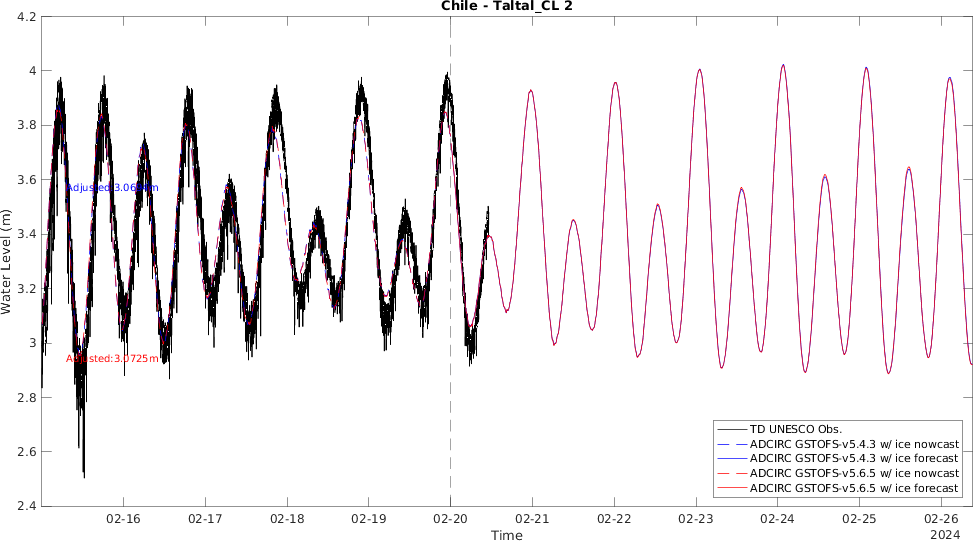 Chile - Taltal_CL 2
4.2
4
3.8
3.6
3.4
3.2
3
2.8
2.6
2.4
Water Level (m)
Adjusted:3.0725m
02-16
02-17
02-18
02-19
02-20
02-21
02-22
02-23
02-24
02-25
02-26
2024
Time
TD UNESCO Obs.
ADCIRC GSTOFS-v5.4.3 w/ ice nowcast
ADCIRC GSTOFS-v5.4.3 w/ ice forecast
ADCIRC GSTOFS-v5.6.5 w/ ice nowcast
ADCIRC GSTOFS-v5.6.5 w/ ice forecast